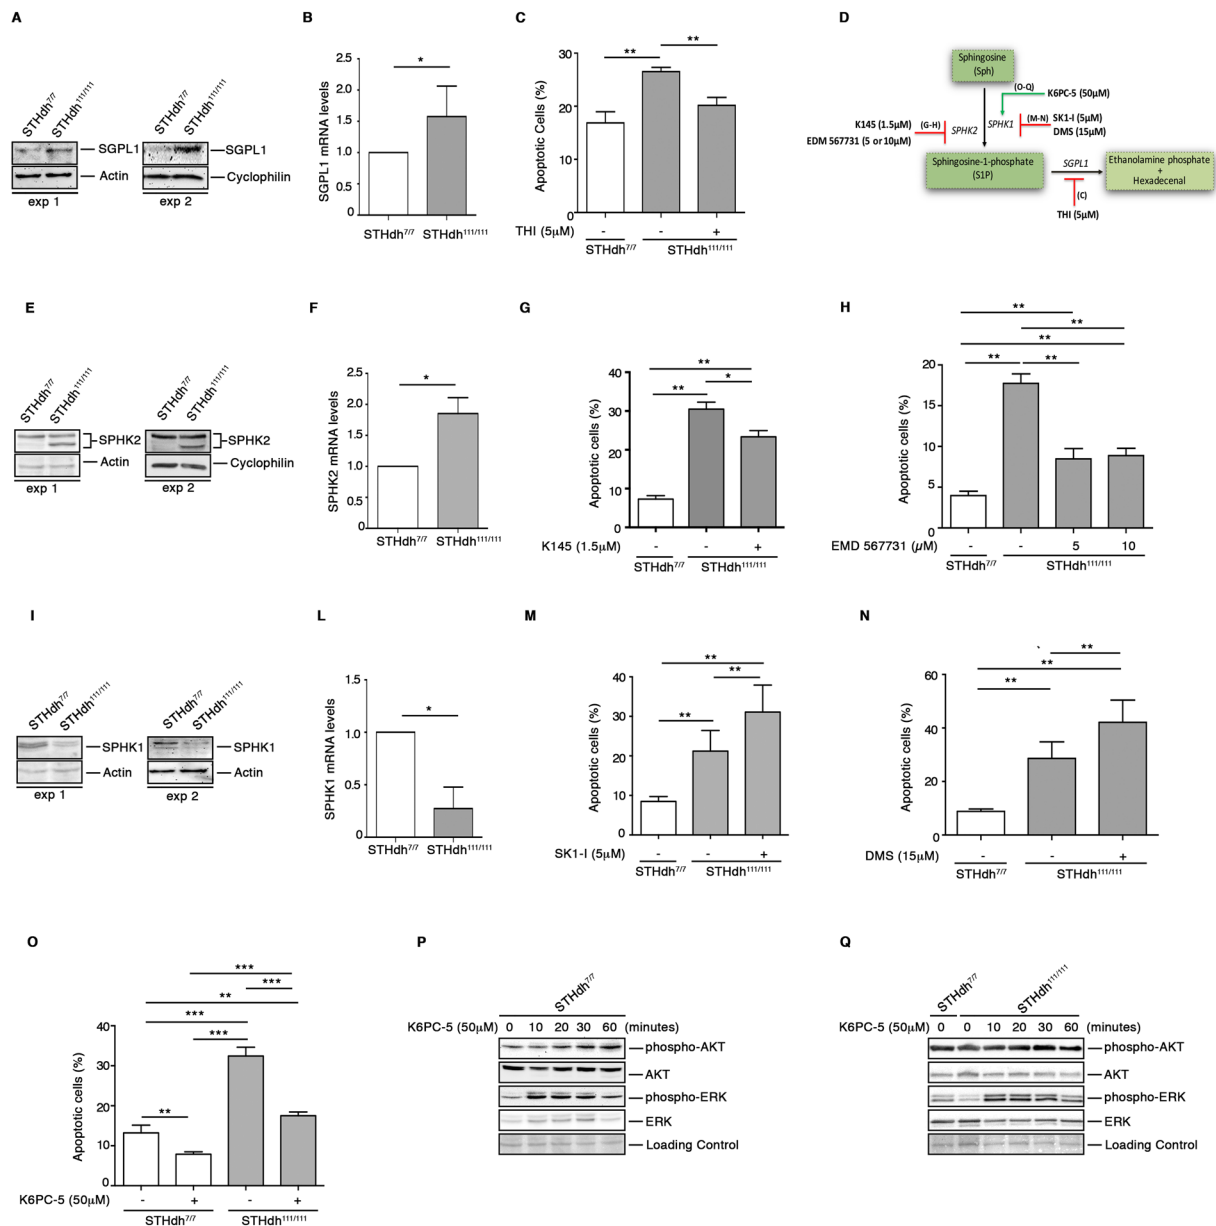 A
STHdh7/7
STHdh111/111
SGPL1
Actin
exp 1
STHdh7/7
STHdh111/111
SGPL1
Cyclophilin
exp 2
B
SGPL1 mRNA levels
2.5
2.0
1.5
1.0
0.5
0
*
STHdh7/7 STHdh111/111
C
Apoptotic Cells (%)
30
20
10
0
** **
THI (5μM) - - +
STHdh7/7 STHdh111/111
D
Sphingosine
(Sph)
(O-Q)
K6PC-5 (50μM)
K145 (1.5μM)
EDM 567731 (5 or10μM)
(G-H)
SPHK2
SPHK1
(M-N)
SK1-I (5μM)
DMS (15μM)
Sphingosine-1-phosphate
(S1P)
SGPL1
Ethanolamine phosphate
+
Hexadecenal
(C)
THI (5μM)
E
STHdh7/7
STHdh111/111
SPHK2
Actin
exp 1
STHdh7/7
STHdh111/111
SPHK2
Cyclophilin
exp 2
F
SPHK2 mRNA levels
2.5
2.0
1.5
1.0
0.5
0
*
STHdh7/7 STHdh111/111
G
Apoptotic cells (%)
40
30
20
10
0
**
** *
K145 (1.5μM) - - +
STHdh7/7 STHdh111/111
H
Apoptotic cells (%)
20
15
10
5
0
**
**
**
** **
EMD 567731 (μM) - - 5 10
STHdh7/7 STHdh111/111
I
STHdh7/7
STHdh111/111
SPHK1
Actin
exp 1
STHdh7/7
STHdh111/111
SPHK1
Actin
exp 2
L
SPHK1 mRNA levels
1.5
1.0
0.5
0
*
STHdh7/7 STHdh111/111
M
Apoptotic cells (%)
40
30
20
10
0
**
**
**
SK1-I (5μM) - - +
STHdh7/7 STHdh111/111
N
Apoptotic cells (%)
60
40
20
0
**
**
**
DMS (15μM) - - +
STHdh7/7 STHdh111/111
O
Apoptotic cells (%)
40
30
20
10
0
***
***
**
***
***
**
K6PC-5 (50μM) - + - +
STHdh7/7 STHdh111/111
P
STHdh7/7
K6PC-5 (50μM) 0 10 20 30 60 (minutes)
phospho-AKT
AKT
phospho-ERK
ERK
Loading Control
Q
STHdh7/7 STHdh111/111
K6PC-5 (50μM) 0 0 10 20 30 60 (minutes)
phospho-AKT
AKT
phospho-ERK
ERK
Loading Control